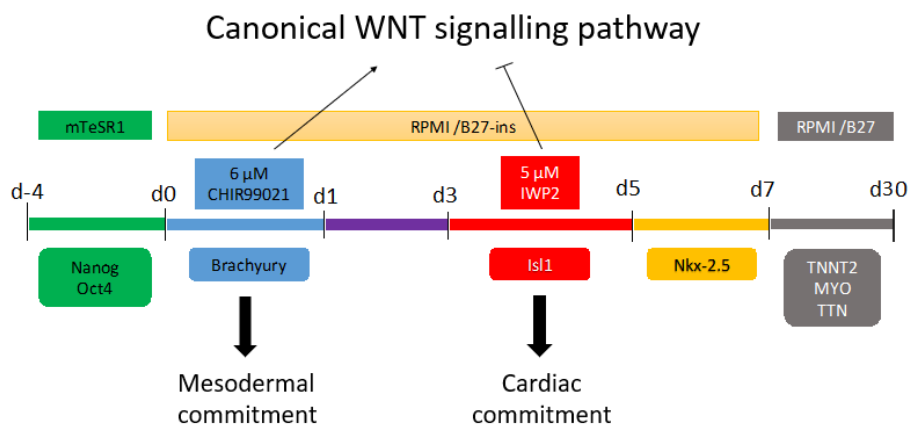 Canonical WNT signalling pathway
mTeSR1
RPMI /B27-ins
RPMI /B27
6 µM
CHIR99021
5 µM
IWP2
d-4
d0
d1
d3
d5
d7
d30
Nanog
Oct4
Brachyury
Isl1
Nkx-2.5
TNNT2
MYO
TTN
Mesodermal
commitment
Cardiac
commitment